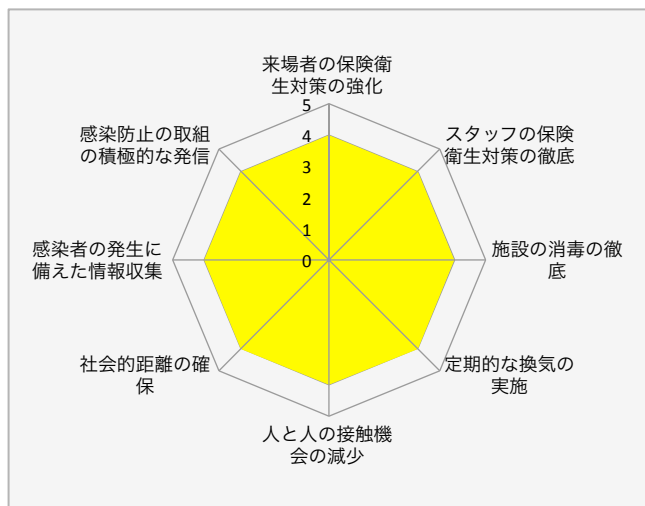 来場者の保険衛
生対策の強化
スタッフの保険
衛生対策の徹底
施設の消毒の徹
底
定期的な換気の
実施
人と人の接触機
会の減少
社会的距離の確
保
感染者の発生に
備えた情報収集
感染防止の取組
の積極的な発信
5
4
3
2
1
0